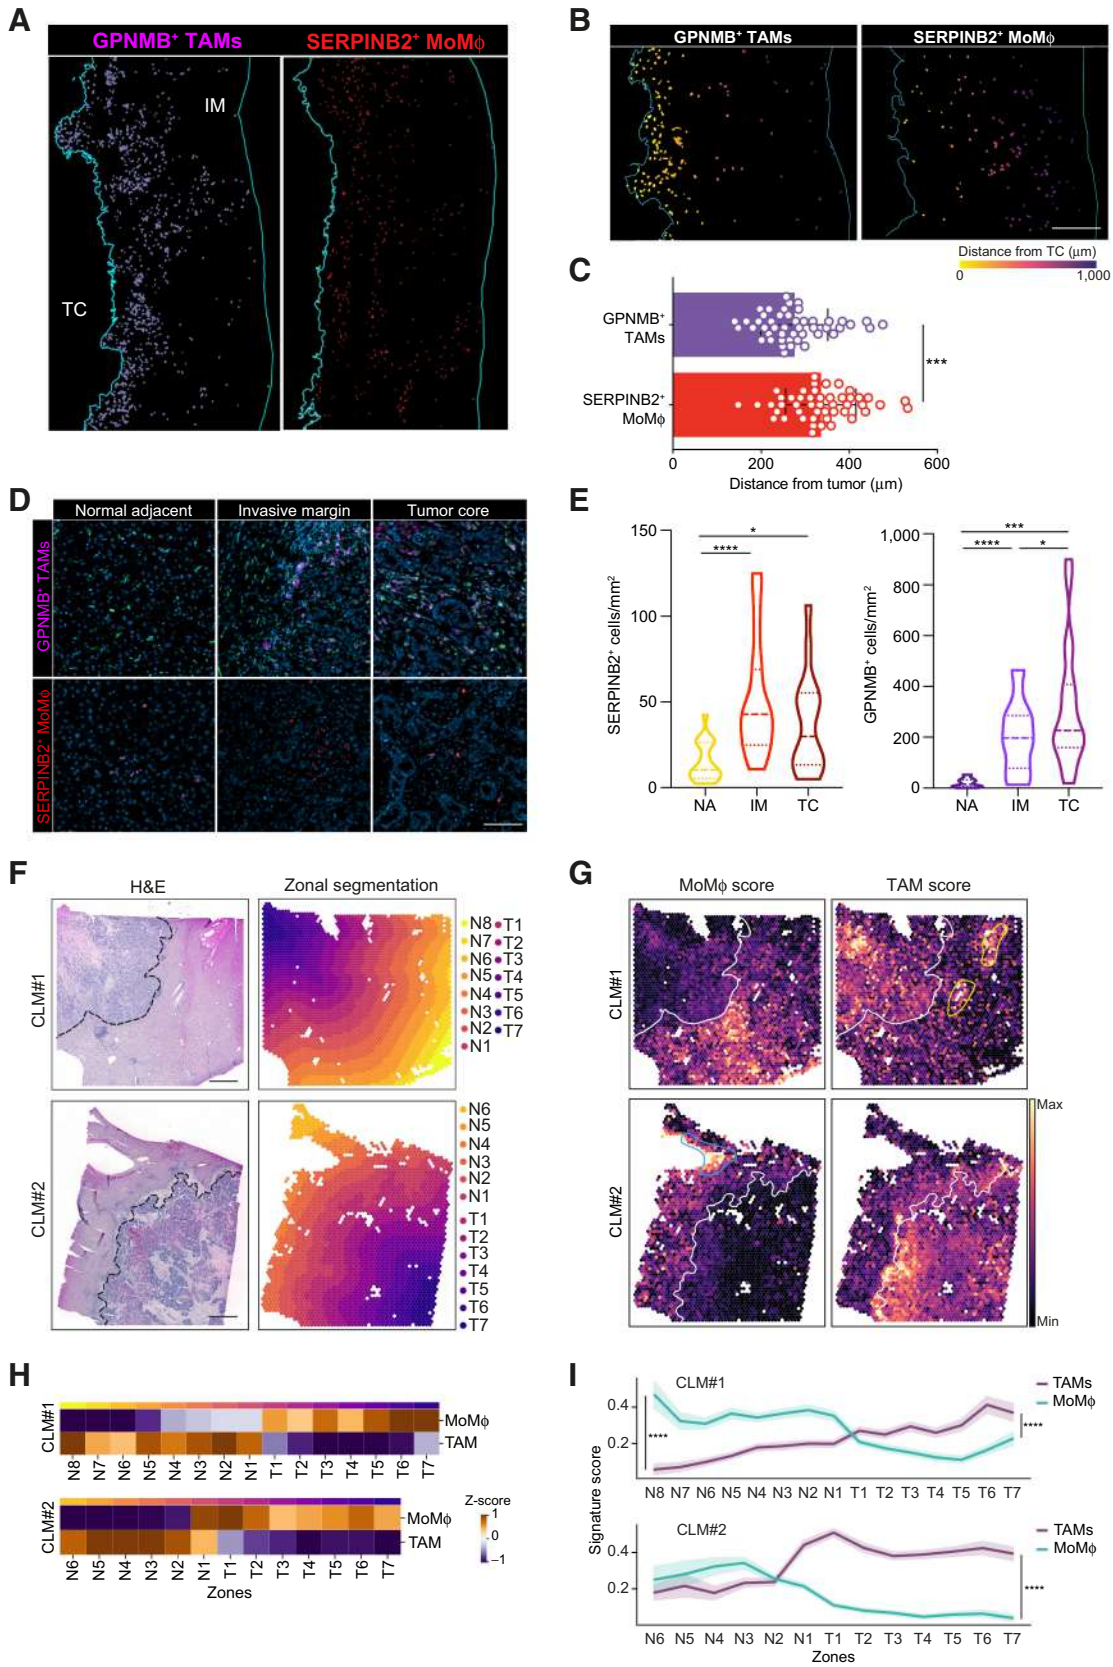 A
GPNMB⁺ TAMs
SERPINB2⁺ MoMϕ
IM
TC
B
GPNMB⁺ TAMs
SERPINB2⁺ MoMϕ
Distance from TC (μm)
0
1,000
C
GPNMB⁺
TAMs
SERPINB2⁺
MoMϕ
***
0
200
400
600
Distance from tumor (μm)
D
Normal adjacent
Invasive margin
Tumor core
GPNMB⁺ TAMs
SERPINB2⁺ MoMϕ
E
SERPINB2⁺ cells/mm²
150
100
50
0
*
****
NA
IM
TC
GPNMB⁺ cells/mm²
1,000
800
600
400
200
0
***
****
*
NA
IM
TC
F
H&E
Zonal segmentation
CLM#1
N8 T1
N7 T2
N6 T3
N5 T4
N4 T5
N3 T6
N2 T7
N1
CLM#2
N6
N5
N4
N3
N2
N1
T1
T2
T3
T4
T5
T6
T7
G
MoMϕ score
TAM score
CLM#1
CLM#2
Max
Min
H
CLM#1
MoMϕ
TAM
N8 N7 N6 N5 N4 N3 N2 N1 T1 T2 T3 T4 T5 T6 T7
CLM#2
MoMϕ
TAM
N6 N5 N4 N3 N2 N1 T1 T2 T3 T4 T5 T6 T7
Zones
Z-score
1
0
–1
I
Signature score
CLM#1
TAMs
MoMϕ
0.4
0.2
****
****
N8 N7 N6 N5 N4 N3 N2 N1 T1 T2 T3 T4 T5 T6 T7
CLM#2
TAMs
MoMϕ
0.4
0.2
****
N6 N5 N4 N3 N2 N1 T1 T2 T3 T4 T5 T6 T7
Zones